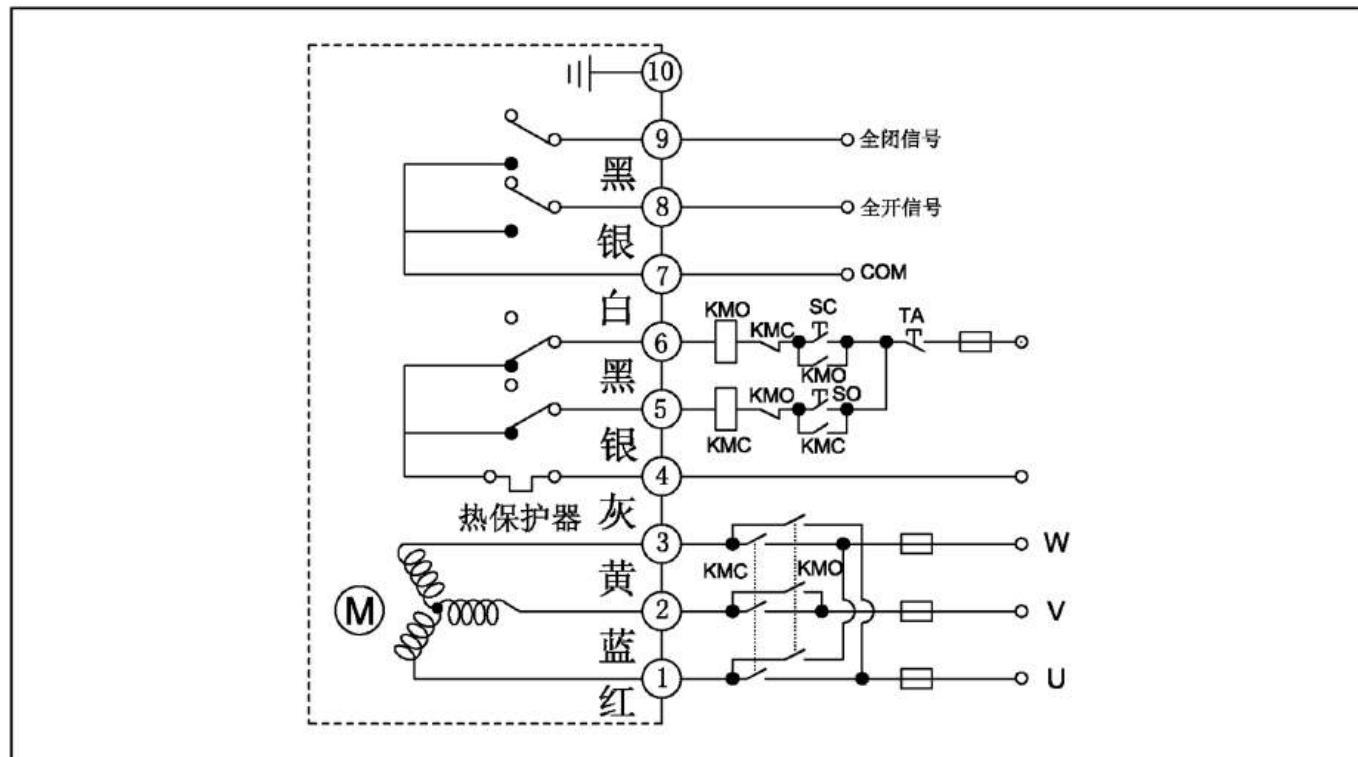 10
9 全闭信号
黑
8 全开信号
银
7 COM
白
KMO SC TA
6 KMC
KMO
黑
5 KMO SO
KMC KMC
银
4
热保护器 灰
3 W
KMC KMO
黄
M 2 V
蓝
1 U
红